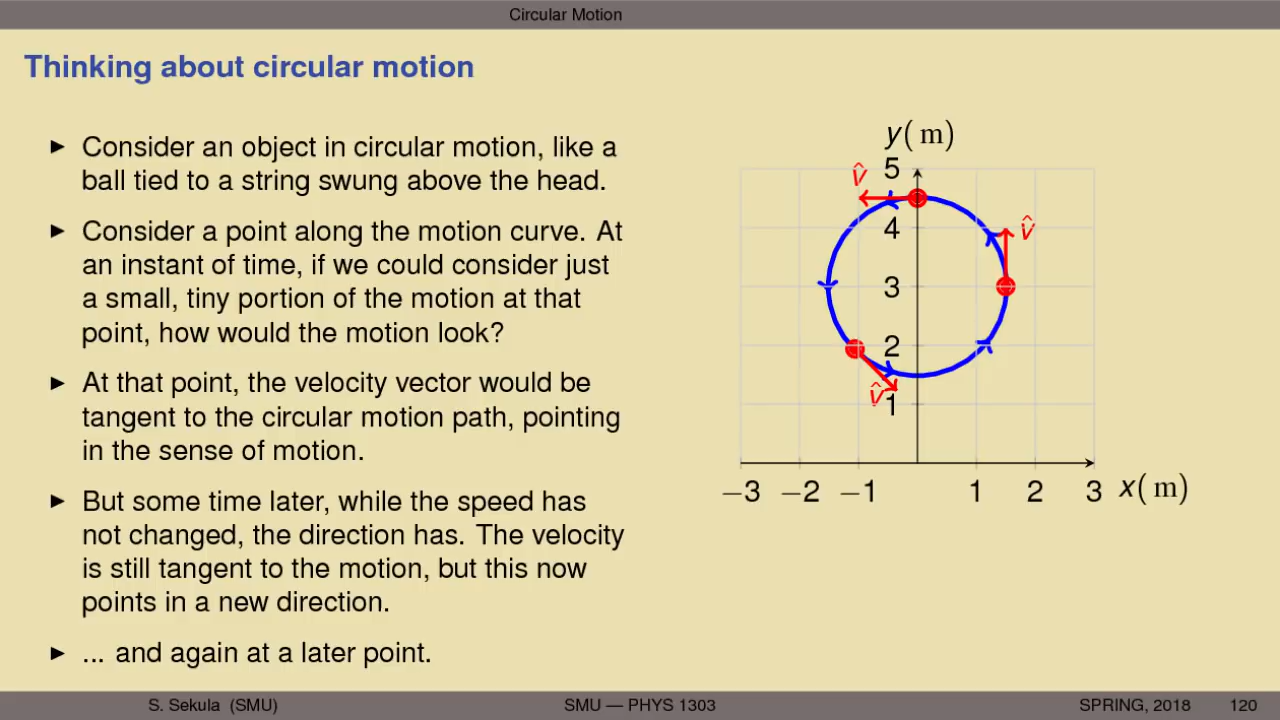 Circular Motion
Thinking about circular motion
▶ Consider an object in circular motion, like a
ball tied to a string swung above the head.
▶ Consider a point along the motion curve. At
an instant of time, if we could consider just
a small, tiny portion of the motion at that
point, how would the motion look?
▶ At that point, the velocity vector would be
tangent to the circular motion path, pointing
in the sense of motion.
▶ But some time later, while the speed has
not changed, the direction has. The velocity
is still tangent to the motion, but this now
points in a new direction.
▶ ... and again at a later point.
y(m)
5
v̂
4
v̂
3
2
v̂
1
−3 −2 −1 1 2 3 x(m)
S. Sekula (SMU) SMU — PHYS 1303 SPRING, 2018 120